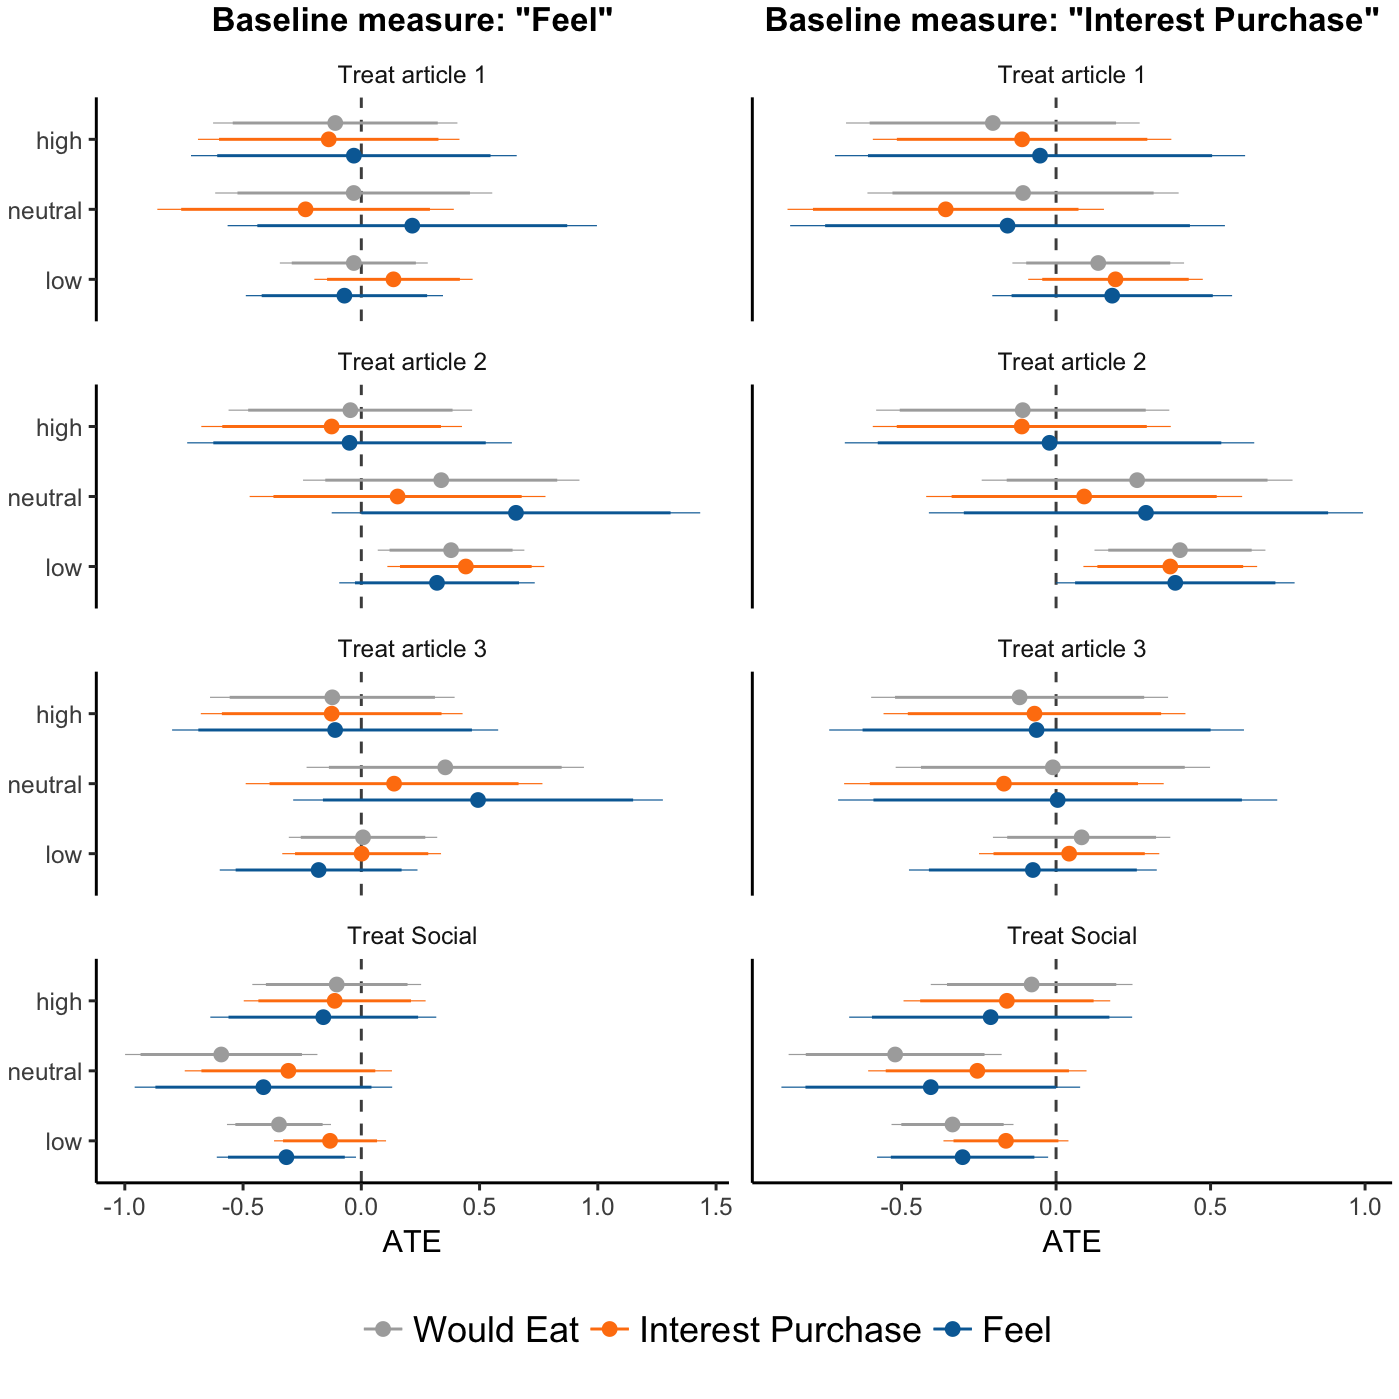 Baseline measure: "Feel"
Treat article 1
high
neutral
low
Treat article 2
high
neutral
low
Treat article 3
high
neutral
low
Treat Social
high
neutral
low
-1.0 -0.5 0.0 0.5 1.0 1.5
ATE
Baseline measure: "Interest Purchase"
Treat article 1
Treat article 2
Treat article 3
Treat Social
-0.5 0.0 0.5 1.0
ATE
Would Eat Interest Purchase Feel